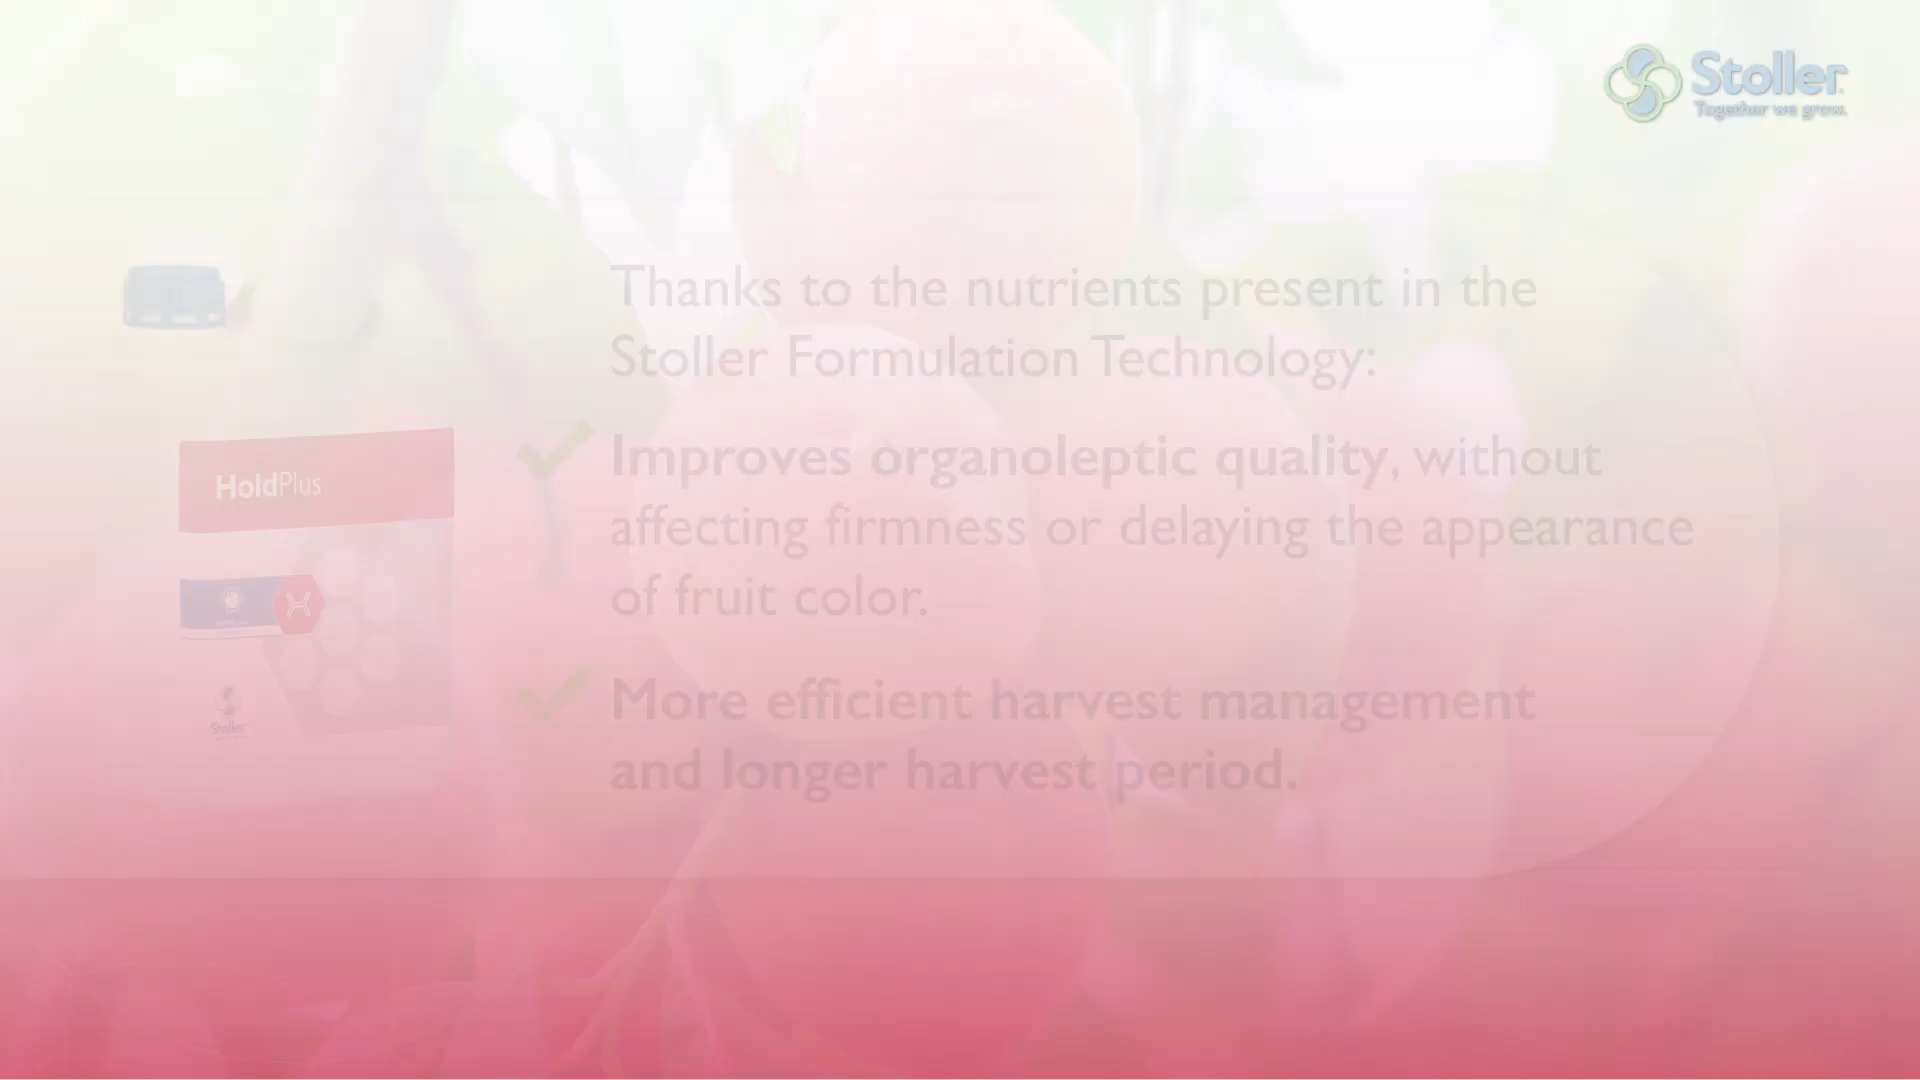 Stoller
Together we grow.
Thanks to the nutrients present in the
Stoller Formulation Technology:
Improves organoleptic quality, without
affecting firmness or delaying the appearance
of fruit color.
More efficient harvest management
and longer harvest period.
HoldPlus
Stoller